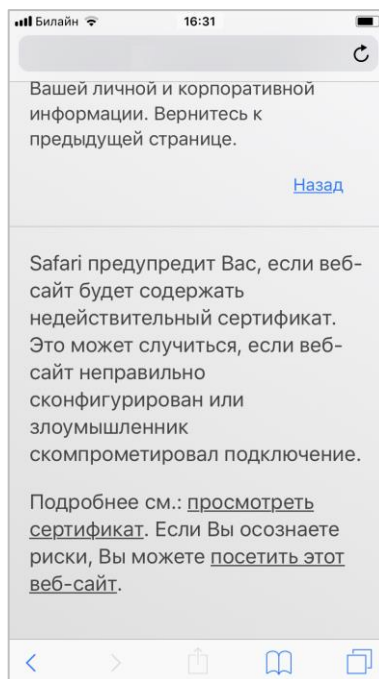 Билайн 16:31
Вашей личной и корпоративной
информации. Вернитесь к
предыдущей странице.
Назад
Safari предупредит Вас, если веб-
сайт будет содержать
недействительный сертификат.
Это может случиться, если веб-
сайт неправильно
сконфигурирован или
злоумышленник
скомпрометировал подключение.
Подробнее см.: просмотреть
сертификат. Если Вы осознаете
риски, Вы можете посетить этот
веб-сайт.